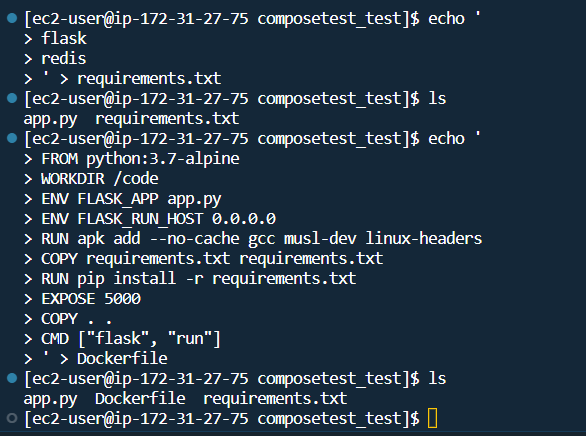 [ec2-user@ip-172-31-27-75 composetest_test]$ echo '
> flask
> redis
> ' > requirements.txt
[ec2-user@ip-172-31-27-75 composetest_test]$ ls
app.py  requirements.txt
[ec2-user@ip-172-31-27-75 composetest_test]$ echo '
> FROM python:3.7-alpine
> WORKDIR /code
> ENV FLASK_APP app.py
> ENV FLASK_RUN_HOST 0.0.0.0
> RUN apk add --no-cache gcc musl-dev linux-headers
> COPY requirements.txt requirements.txt
> RUN pip install -r requirements.txt
> EXPOSE 5000
> COPY . .
> CMD ["flask", "run"]
> ' > Dockerfile
[ec2-user@ip-172-31-27-75 composetest_test]$ ls
app.py  Dockerfile  requirements.txt
[ec2-user@ip-172-31-27-75 composetest_test]$